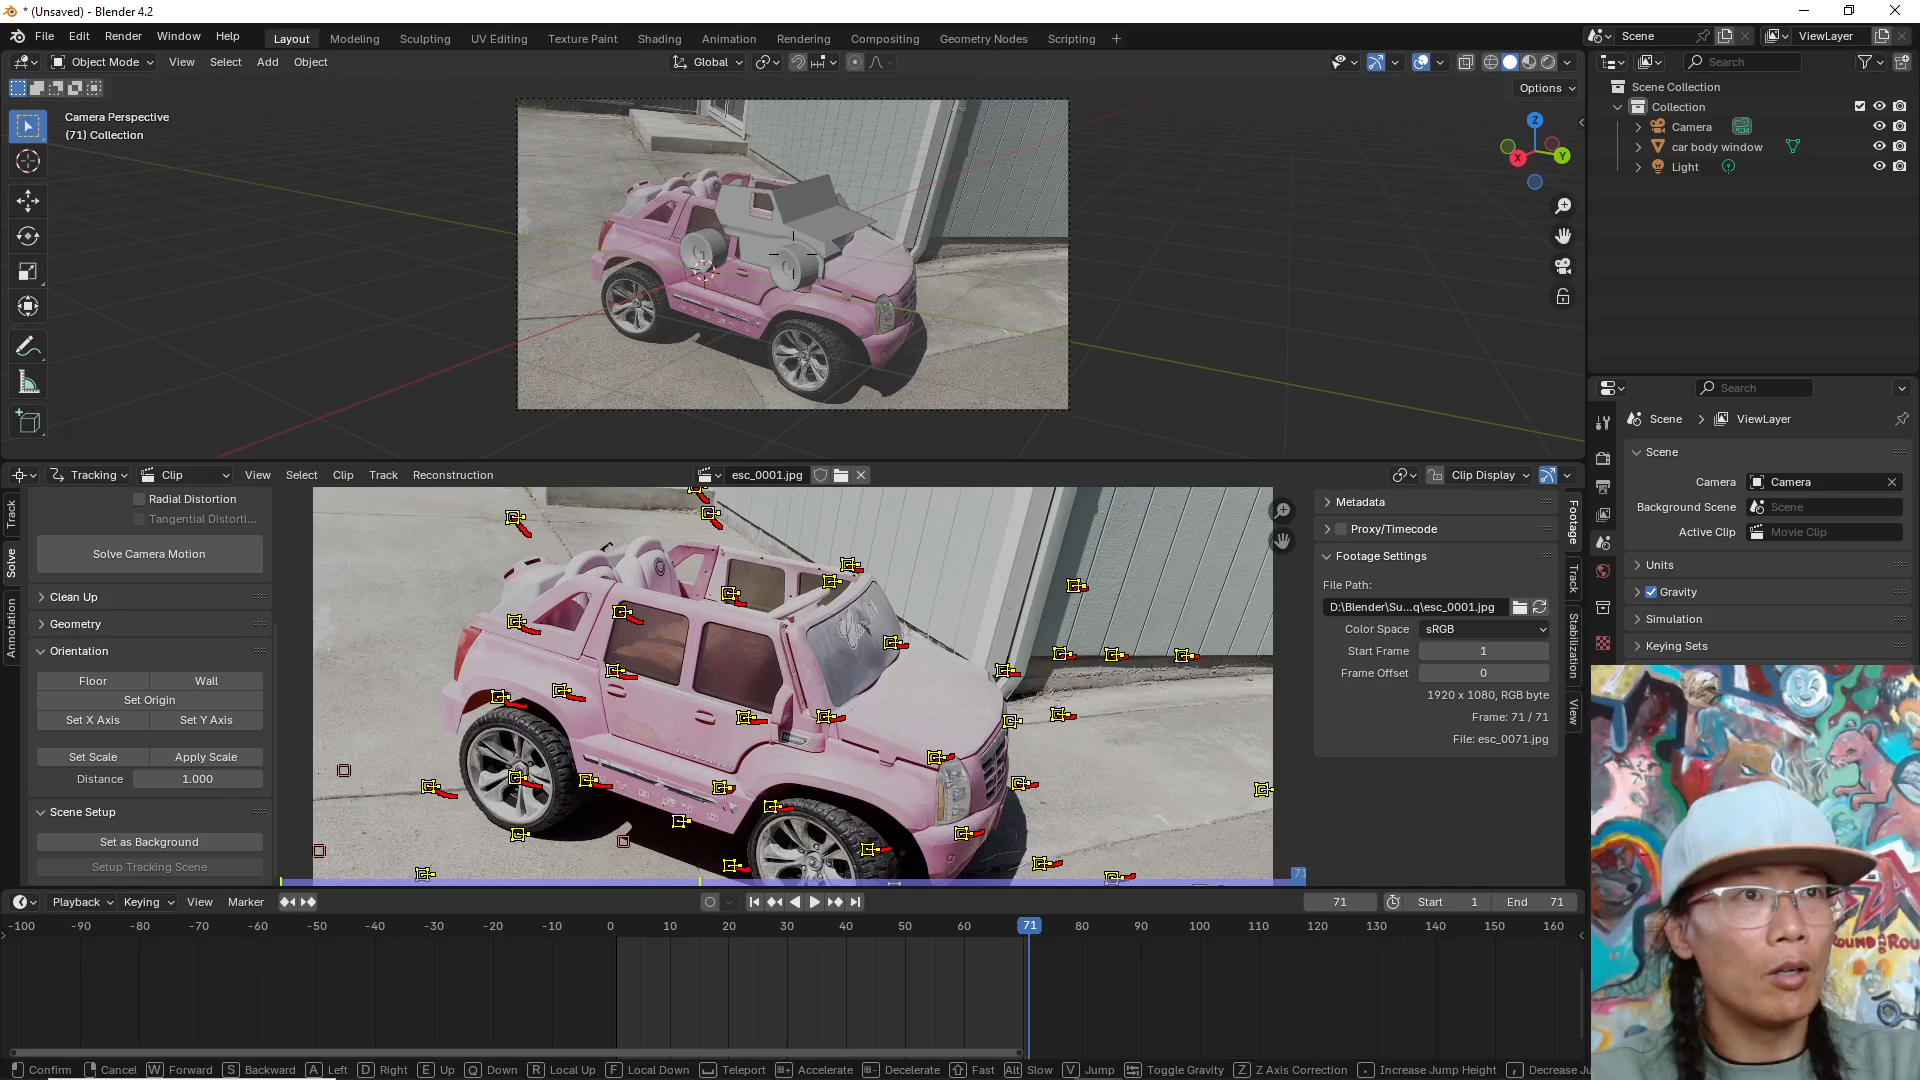 * (Unsaved) - Blender 4.2
File Edit Render Window Help
Layout Modeling Sculpting UV Editing Texture Paint Shading Animation Rendering Compositing Geometry Nodes Scripting +
Scene
ViewLayer
Object Mode View Select Add Object
Global
Search
Options
Camera Perspective
(71) Collection
Z
X
Y
Scene Collection
Collection
Camera
car body window
Light
Search
Scene > ViewLayer
Scene
Camera Camera
Background Scene Scene
Active Clip Movie Clip
Units
Gravity
Simulation
Keying Sets
Tracking Clip View Select Clip Track Reconstruction
esc_0001.jpg
Clip Display
Track
Solve
Annotation
Radial Distortion
Tangential Distorti...
Solve Camera Motion
Clean Up
Geometry
Orientation
Floor Wall
Set Origin
Set X Axis Set Y Axis
Set Scale Apply Scale
Distance 1.000
Scene Setup
Set as Background
Setup Tracking Scene
Metadata
Proxy/Timecode
Footage Settings
File Path:
D:\Blender\Su...q\esc_0001.jpg
Color Space sRGB
Start Frame 1
Frame Offset 0
1920 x 1080, RGB byte
Frame: 71 / 71
File: esc_0071.jpg
Footage
Track
Stabilization
View
71
Playback Keying View Marker
71 Start 1 End 71
-100 -90 -80 -70 -60 -50 -40 -30 -20 -10 0 10 20 30 40 50 60 71 80 90 100 110 120 130 140 150 160
Confirm Cancel W Forward S Backward A Left D Right E Up Q Down R Local Up F Local Down Teleport Accelerate Decelerate Fast Alt Slow V Jump Toggle Gravity Z Z Axis Correction . Increase Jump Height , Decrease Ju